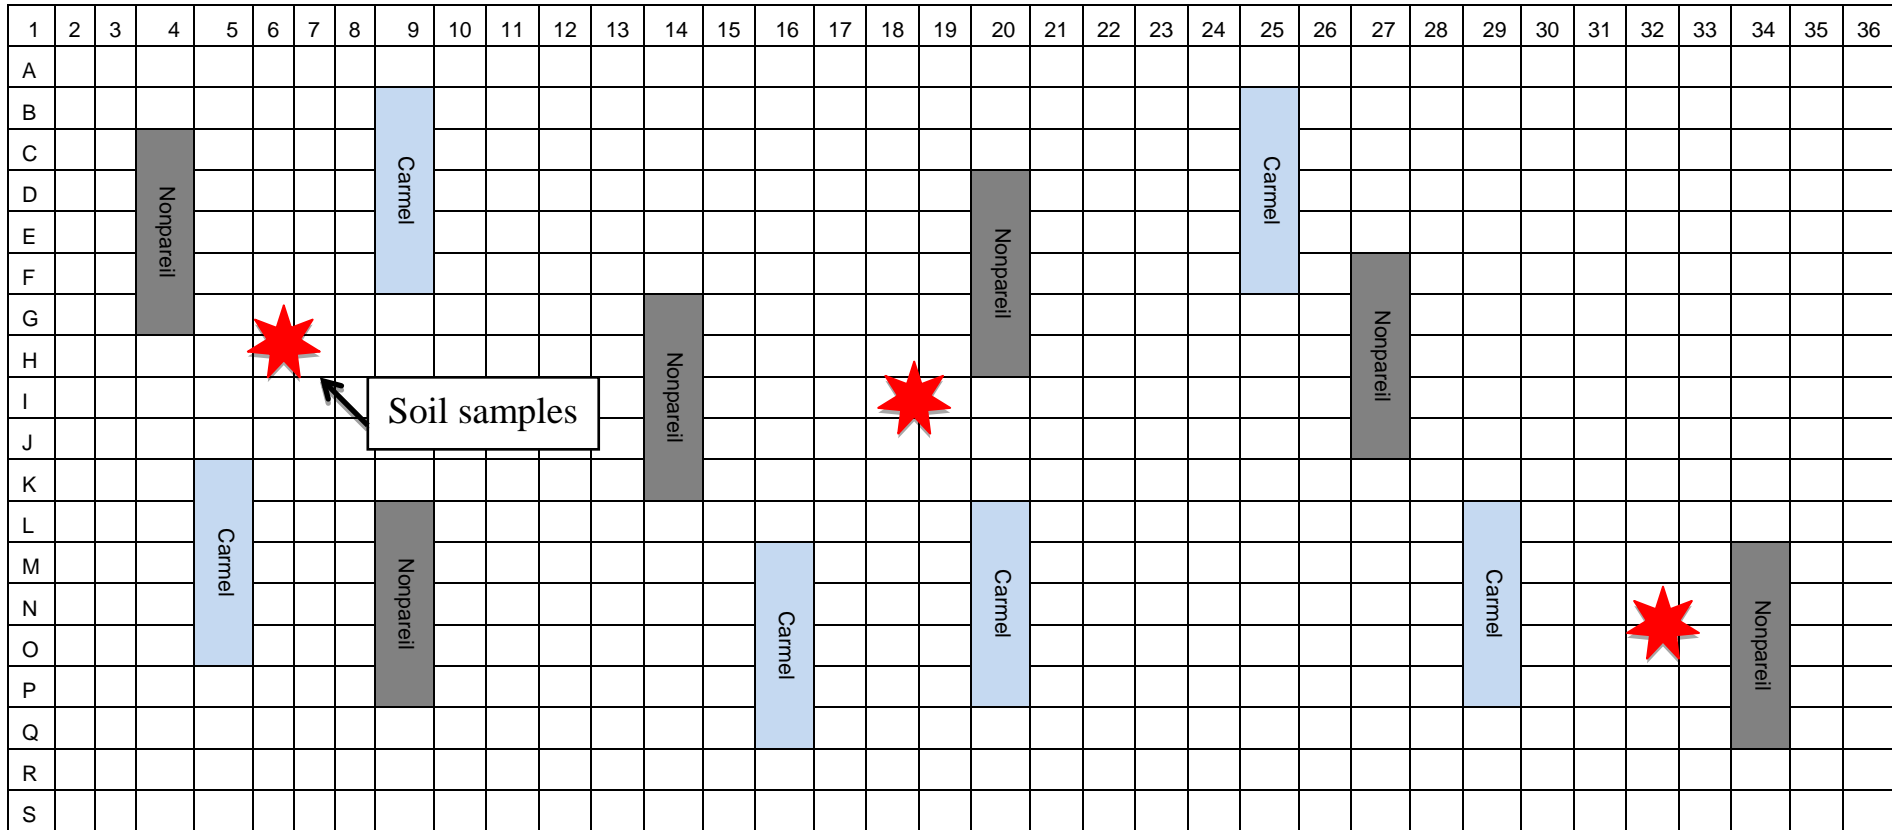 1 2 3 4 5 6 7 8 9 10 11 12 13 14 15 16 17 18 19 20 21 22 23 24 25 26 27 28 29 30 31 32 33 34 35 36
A
B
C
D
E
F
G
H
I
J
K
L
M
N
O
P
Q
R
S
Nonpareil
Carmel
Carmel
Nonpareil
Nonpareil
Carmel
Nonpareil
Carmel
Carmel
Nonpareil
Carmel
Nonpareil
Soil samples